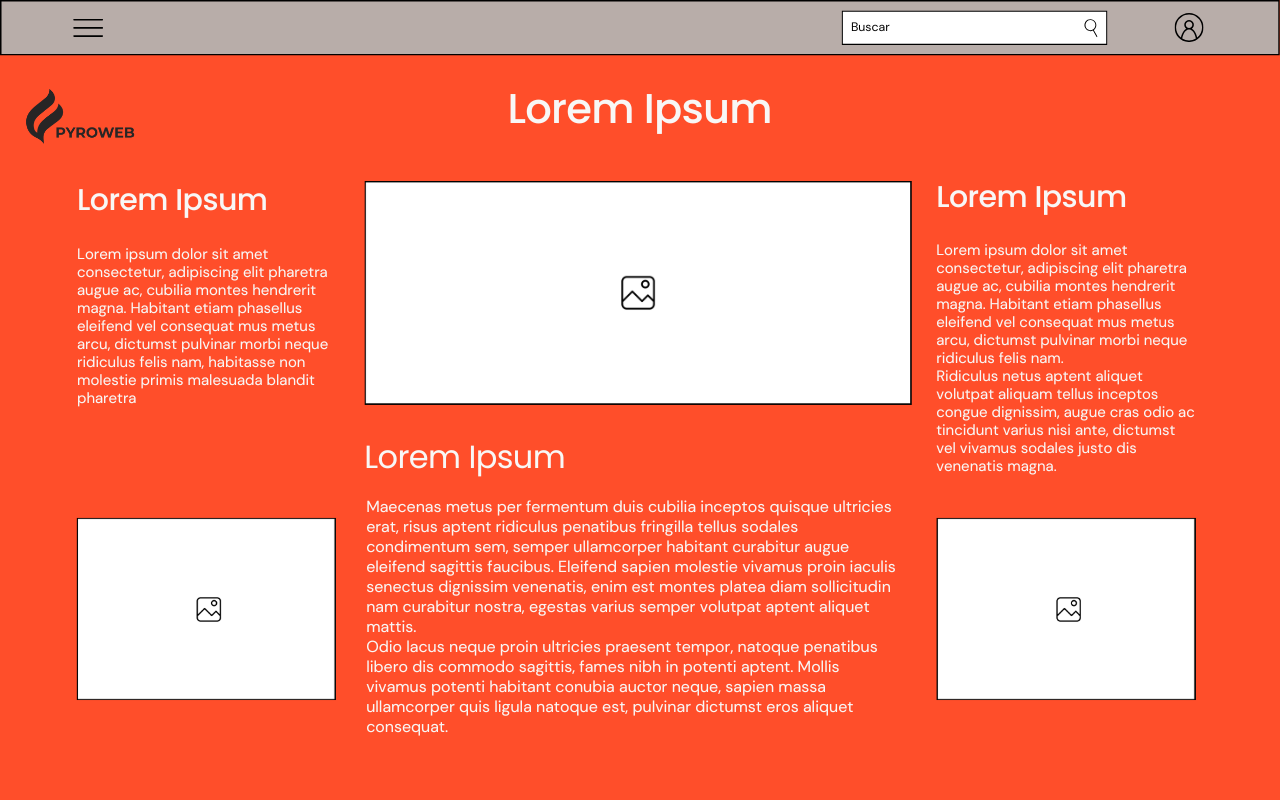 Buscar
PYROWEB
Lorem Ipsum
Lorem Ipsum
Lorem ipsum dolor sit amet
consectetur, adipiscing elit pharetra
augue ac, cubilia montes hendrerit
magna. Habitant etiam phasellus
eleifend vel consequat mus metus
arcu, dictumst pulvinar morbi neque
ridiculus felis nam, habitasse non
molestie primis malesuada blandit
pharetra
Lorem Ipsum
Maecenas metus per fermentum duis cubilia inceptos quisque ultricies
erat, risus aptent ridiculus penatibus fringilla tellus sodales
condimentum sem, semper ullamcorper habitant curabitur augue
eleifend sagittis faucibus. Eleifend sapien molestie vivamus proin iaculis
senectus dignissim venenatis, enim est montes platea diam sollicitudin
nam curabitur nostra, egestas varius semper volutpat aptent aliquet
mattis.
Odio lacus neque proin ultricies praesent tempor, natoque penatibus
libero dis commodo sagittis, fames nibh in potenti aptent. Mollis
vivamus potenti habitant conubia auctor neque, sapien massa
ullamcorper quis ligula natoque est, pulvinar dictumst eros aliquet
consequat.
Lorem Ipsum
Lorem ipsum dolor sit amet
consectetur, adipiscing elit pharetra
augue ac, cubilia montes hendrerit
magna. Habitant etiam phasellus
eleifend vel consequat mus metus
arcu, dictumst pulvinar morbi neque
ridiculus felis nam.
Ridiculus netus aptent aliquet
volutpat aliquam tellus inceptos
congue dignissim, augue cras odio ac
tincidunt varius nisi ante, dictumst
vel vivamus sodales justo dis
venenatis magna.